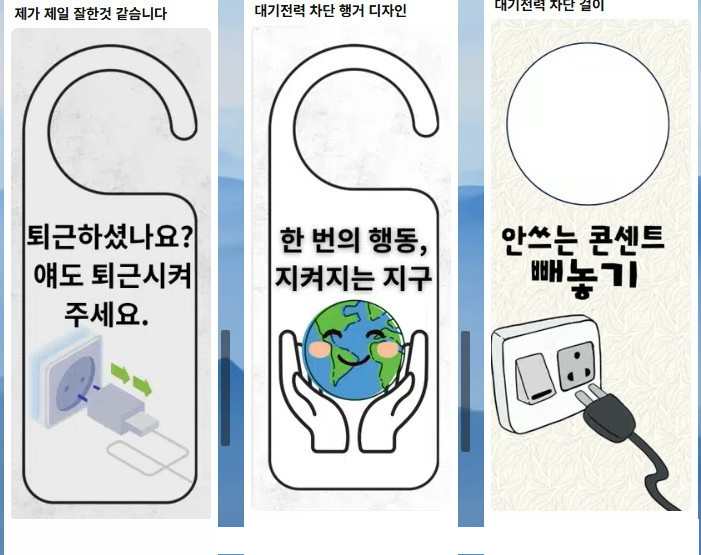 제가 제일 잘한것 같습니다
퇴근하셨나요?
얘도 퇴근시켜
주세요.
대기전력 차단 행거 디자인
한 번의 행동,
지켜지는 지구
대기전력 차단 걸이
안쓰는 콘센트
빼놓기